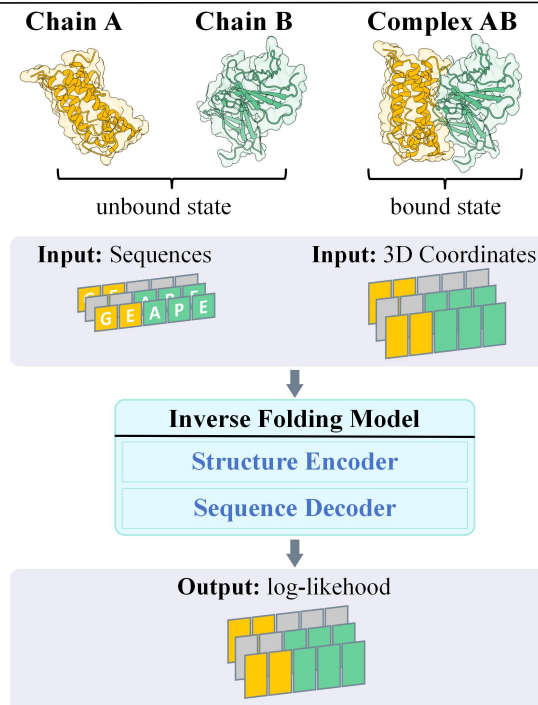 Chain A Chain B Complex AB
unbound state bound state
Input: Sequences Input: 3D Coordinates
G E A P E
Inverse Folding Model
Structure Encoder
Sequence Decoder
Output: log-likehood